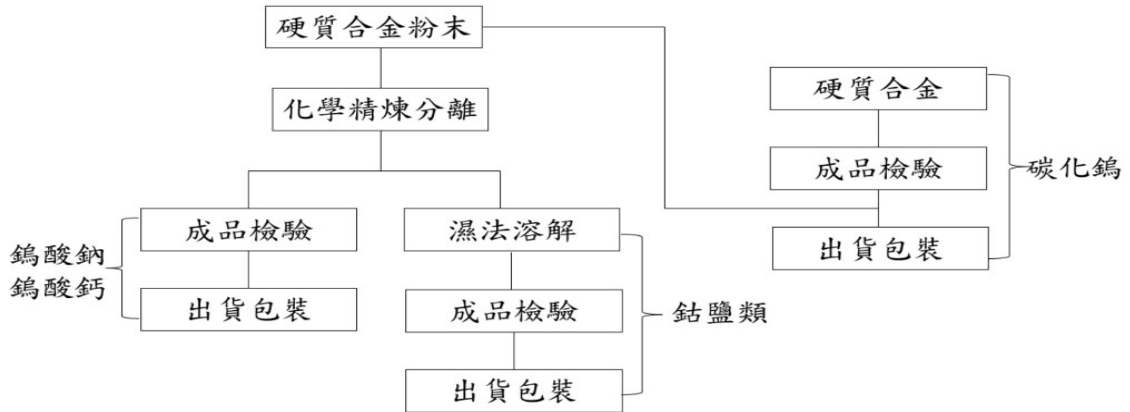 硬質合金粉末
化學精煉分離
成品檢驗
出貨包裝
鎢酸鈉
鎢酸鈣
濕法溶解
成品檢驗
出貨包裝
鈷鹽類
硬質合金
成品檢驗
出貨包裝
碳化鎢